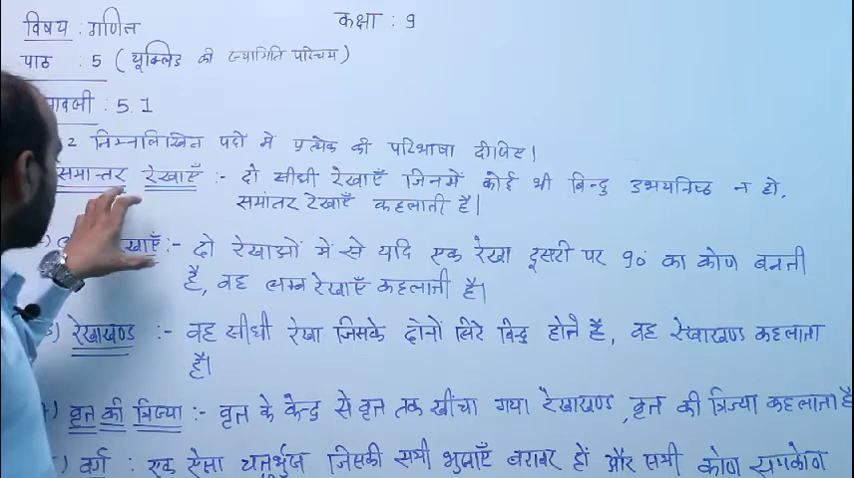 विषय : गणित
कक्षा : 9
पाठ : 5 ( यूक्लिड की ज्यामिति परिचय )
: 5.1
2 निम्नलिखित पदों में प्रत्येक की परिभाषा दीजिए।
समान्तर रेखाएँ :- दो सीधी रेखाएँ जिनमें कोई भी बिन्दु उभयनिष्ठ न हो,
समांतर रेखाएँ कहलाती है।
:- दो रेखाओं में से यदि एक रेखा दूसरी पर 90° का कोण बनती
है, वह लम्ब रेखाएँ कहलाती है।
3) रेखाखण्ड :- वह सीधी रेखा जिसके दोनों सिरे बिन्दु होते है, वह रेखाखण्ड कहलाता
है।
) वृत्त की त्रिज्या :- वृत्त के केन्द्र से वृत्त तक खींचा गया रेखाखण्ड, वृत्त की त्रिज्या कहलाता है
) वर्ग : एक ऐसा चतुर्भुज जिसकी सभी भुजाएँ बराबर हों और सभी कोण समकोण